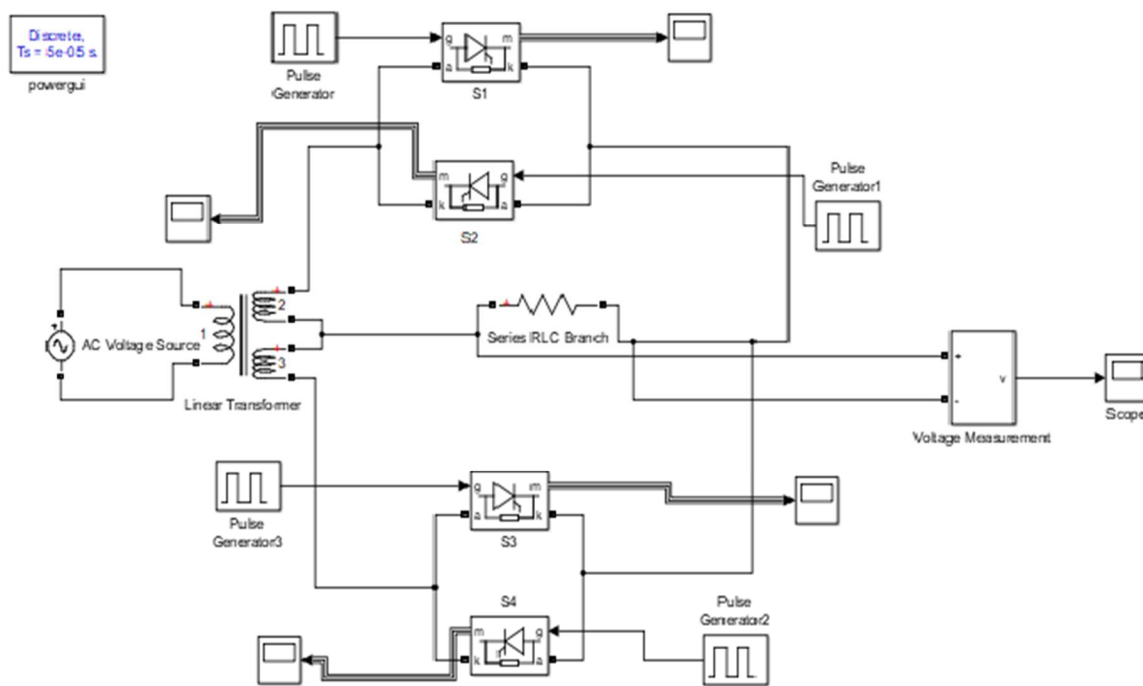 Discrete,
Ts = 5e-05 s.
powergui
Pulse
Generator
g
m
a
k
S1
m
g
k
a
S2
Pulse
Generator1
AC Voltage Source
1
2
3
Linear Transformer
+
Series RLC Branch
+
-
v
Voltage Measurement
Scope
Pulse
Generator3
g
m
a
k
S3
S4
m
g
k
a
Pulse
Generator2